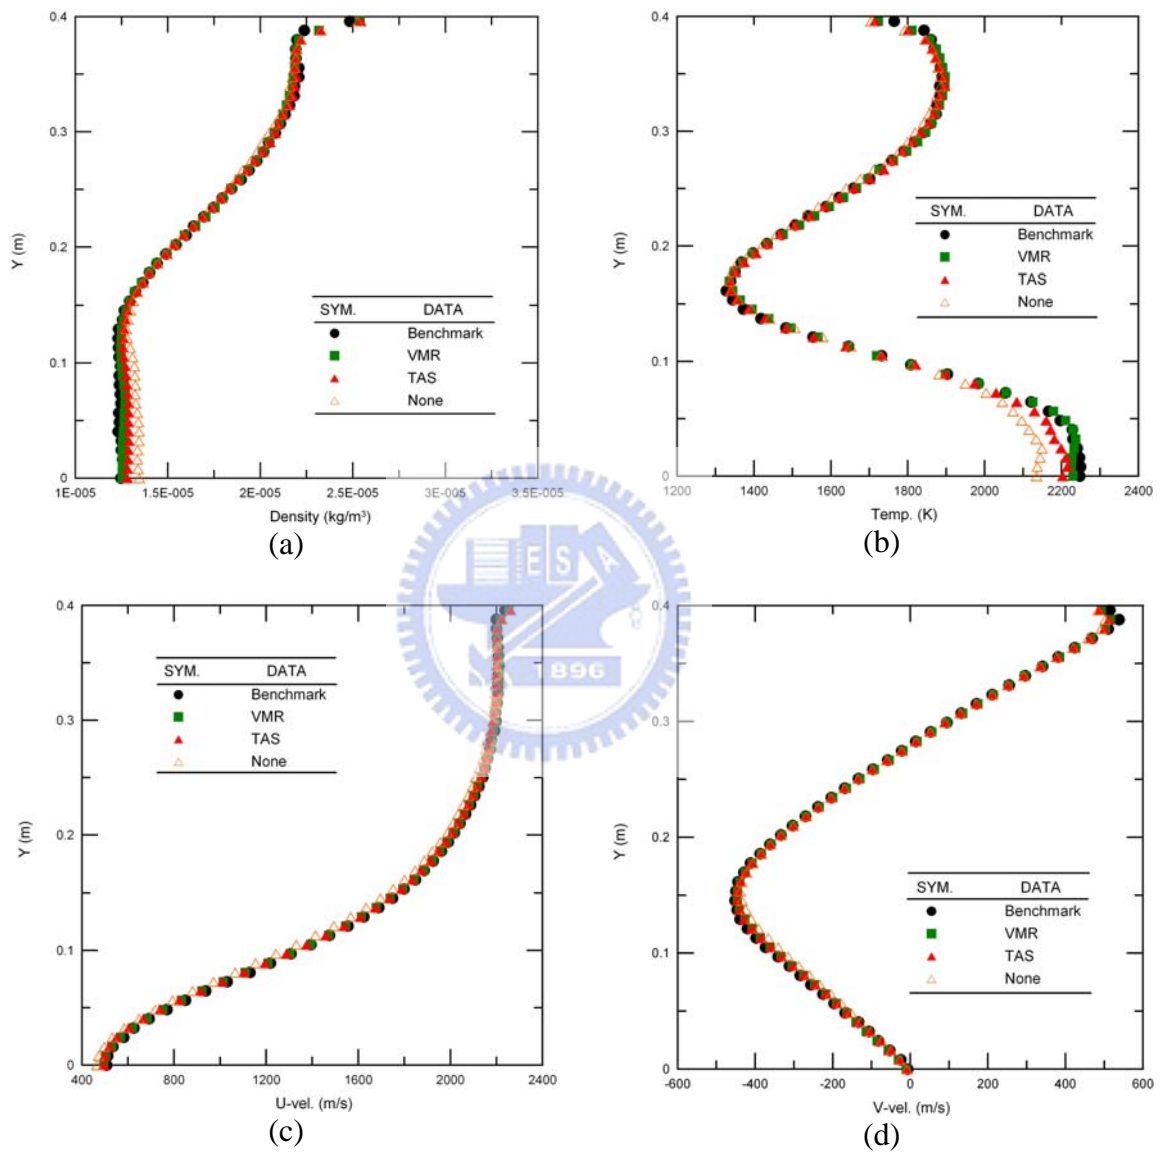 0.4
0.3
0.2
0.1
0
Y (m)
SYM. DATA
Benchmark
VMR
TAS
None
1E-005 1.5E-005 2E-005 2.5E-005 3E-005 3.5E-005
Density (kg/m³)
(a)
0.4
0.3
0.2
0.1
0
Y (m)
SYM. DATA
Benchmark
VMR
TAS
None
1200 1400 1600 1800 2000 2200 2400
Temp. (K)
(b)
E S A
1896
0.4
0.3
0.2
0.1
0
Y (m)
SYM. DATA
Benchmark
VMR
TAS
None
400 800 1200 1600 2000 2400
U-vel. (m/s)
(c)
0.4
0.3
0.2
0.1
0
Y (m)
SYM. DATA
Benchmark
VMR
TAS
None
-600 -400 -200 0 200 400 600
V-vel. (m/s)
(d)